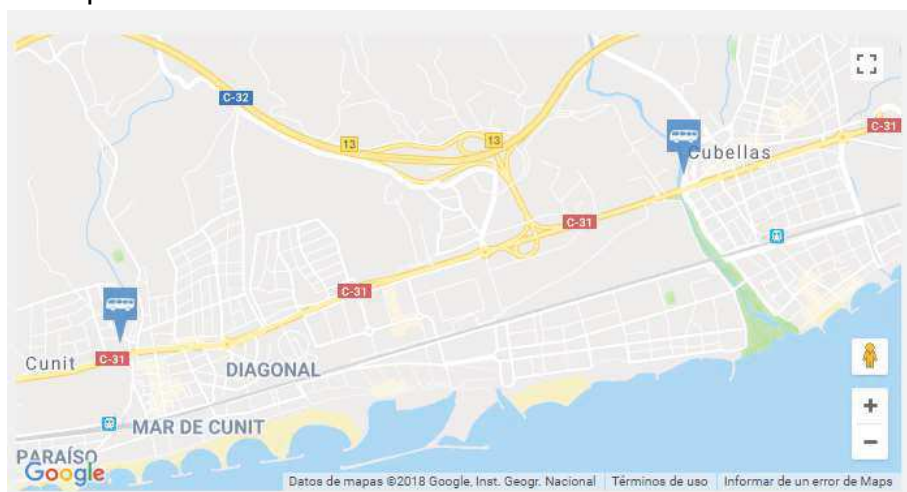 C-32
13
13
C-31
Cubellas
C-31
C-31
Cunit
C-31
DIAGONAL
MAR DE CUNIT
PARAÍSO
Google
Datos de mapas ©2018 Google, Inst. Geogr. Nacional
Términos de uso
Informar de un error de Maps